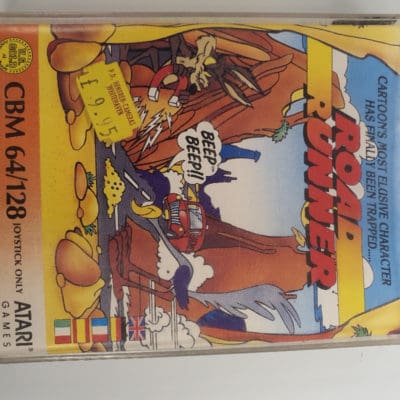 CARTOON'S MOST ELUSIVE CHARACTER
HAS FINALLY BEEN TRAPPED.....
ROAD
RUNNER
BEEP
BEEP!!
£9.95
CBM 64/128 JOYSTICK ONLY
ATARI®
GAMES